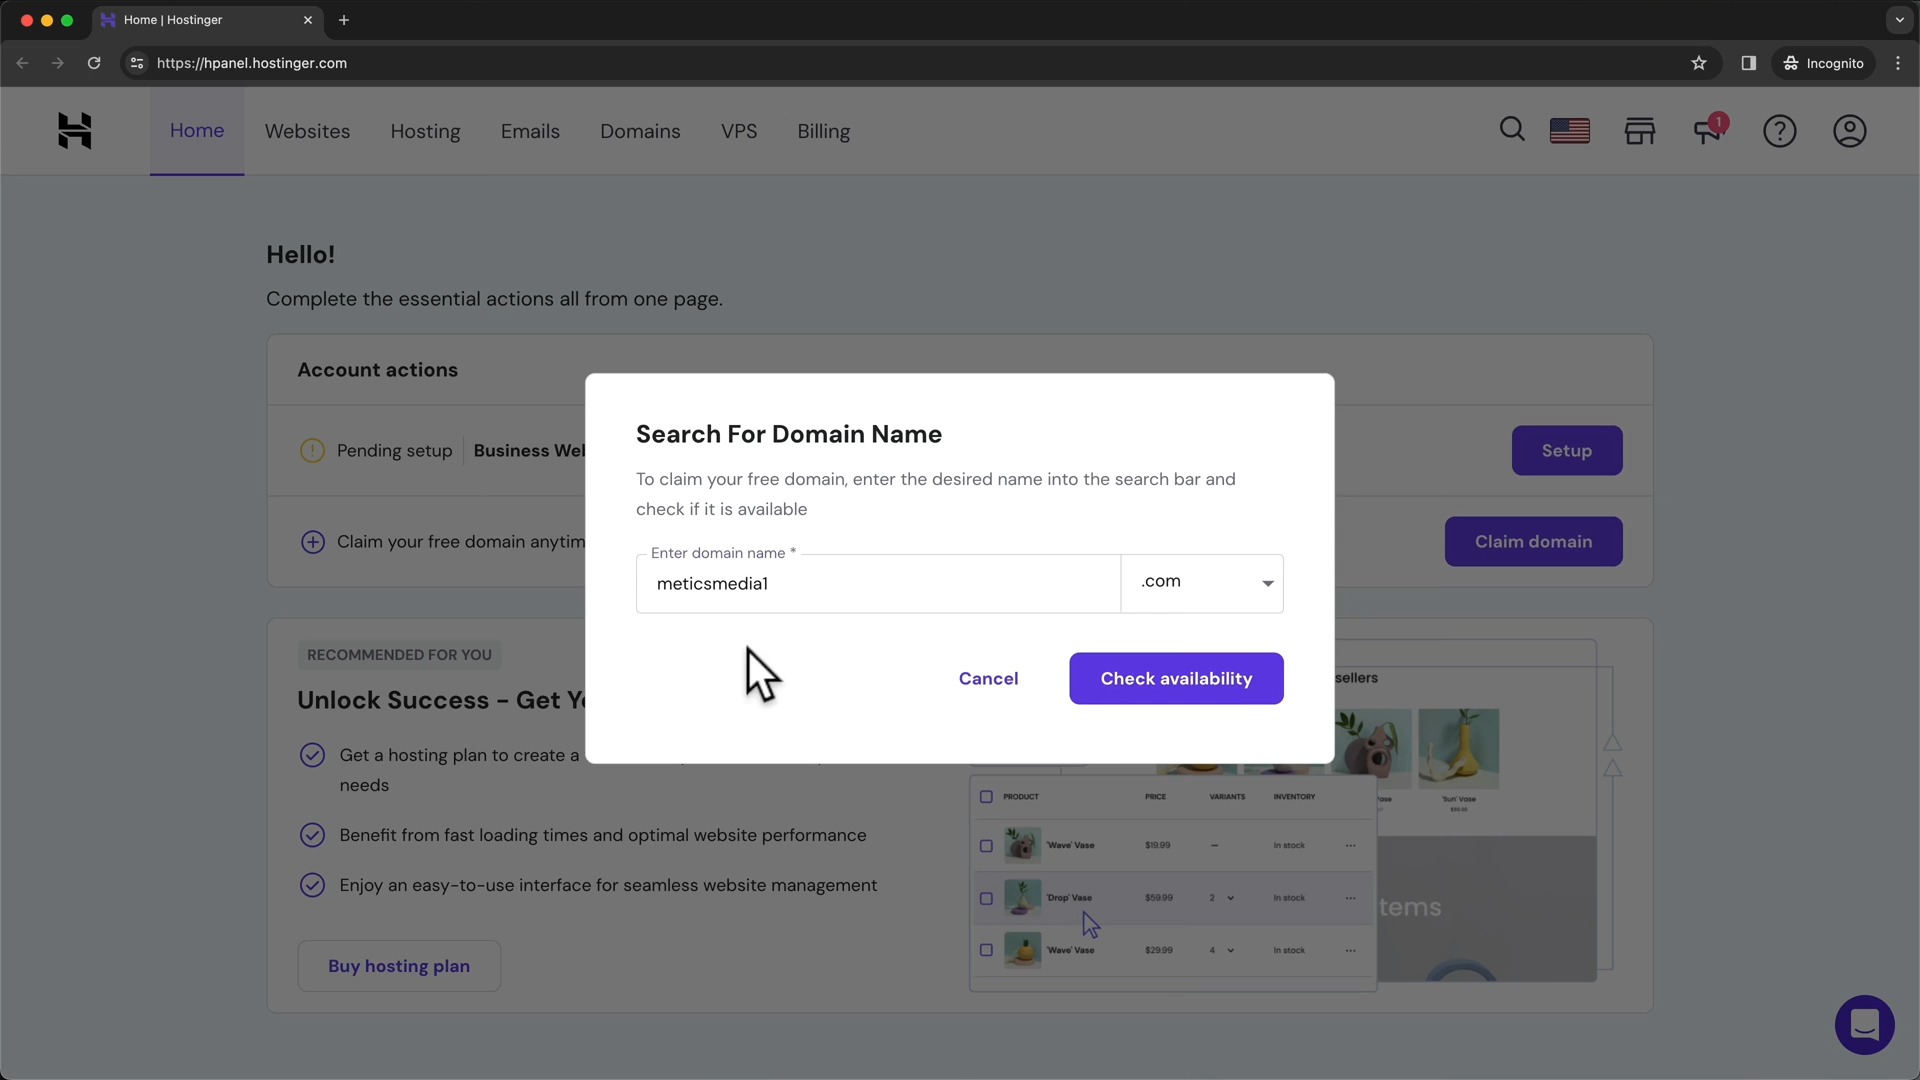 Home | Hostinger
https://hpanel.hostinger.com
Incognito
Home
Websites
Hosting
Emails
Domains
VPS
Billing
1
Hello!
Complete the essential actions all from one page.
Account actions
Pending setup
Business Web
Setup
Claim your free domain anytim
Claim domain
Search For Domain Name
To claim your free domain, enter the desired name into the search bar and
check if it is available
Enter domain name *
meticsmedia1
.com
Cancel
Check availability
RECOMMENDED FOR YOU
Unlock Success - Get Yo
Get a hosting plan to create a
needs
Benefit from fast loading times and optimal website performance
Enjoy an easy-to-use interface for seamless website management
Buy hosting plan
sellers
'Sun' Vase
PRODUCT PRICE VARIANTS INVENTORY
'Wave' Vase $19.99 — In stock
'Drop' Vase $59.99 2 In stock
'Wave' Vase $29.99 4 In stock
tems